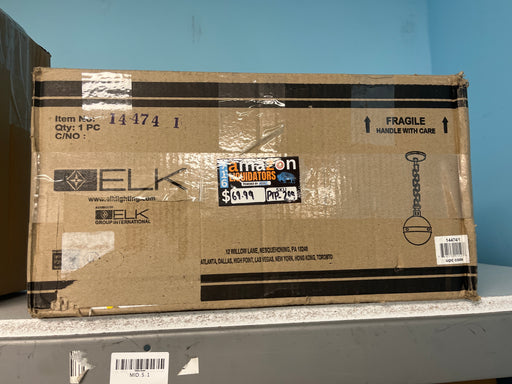 Item No: 14474 1
Qty: 1 PC
C/NO :
FRAGILE
HANDLE WITH CARE
ELK
www.elklighting.com
ELK
GROUP INTERNATIONAL
amazon
LIQUIDATORS
$69.99
12 WILLOW LANE, NESQUEHONING, PA 18240
ATLANTA, DALLAS, HIGH POINT, LAS VEGAS, NEW YORK, HONG KONG, TORONTO
144741
MID.5.1